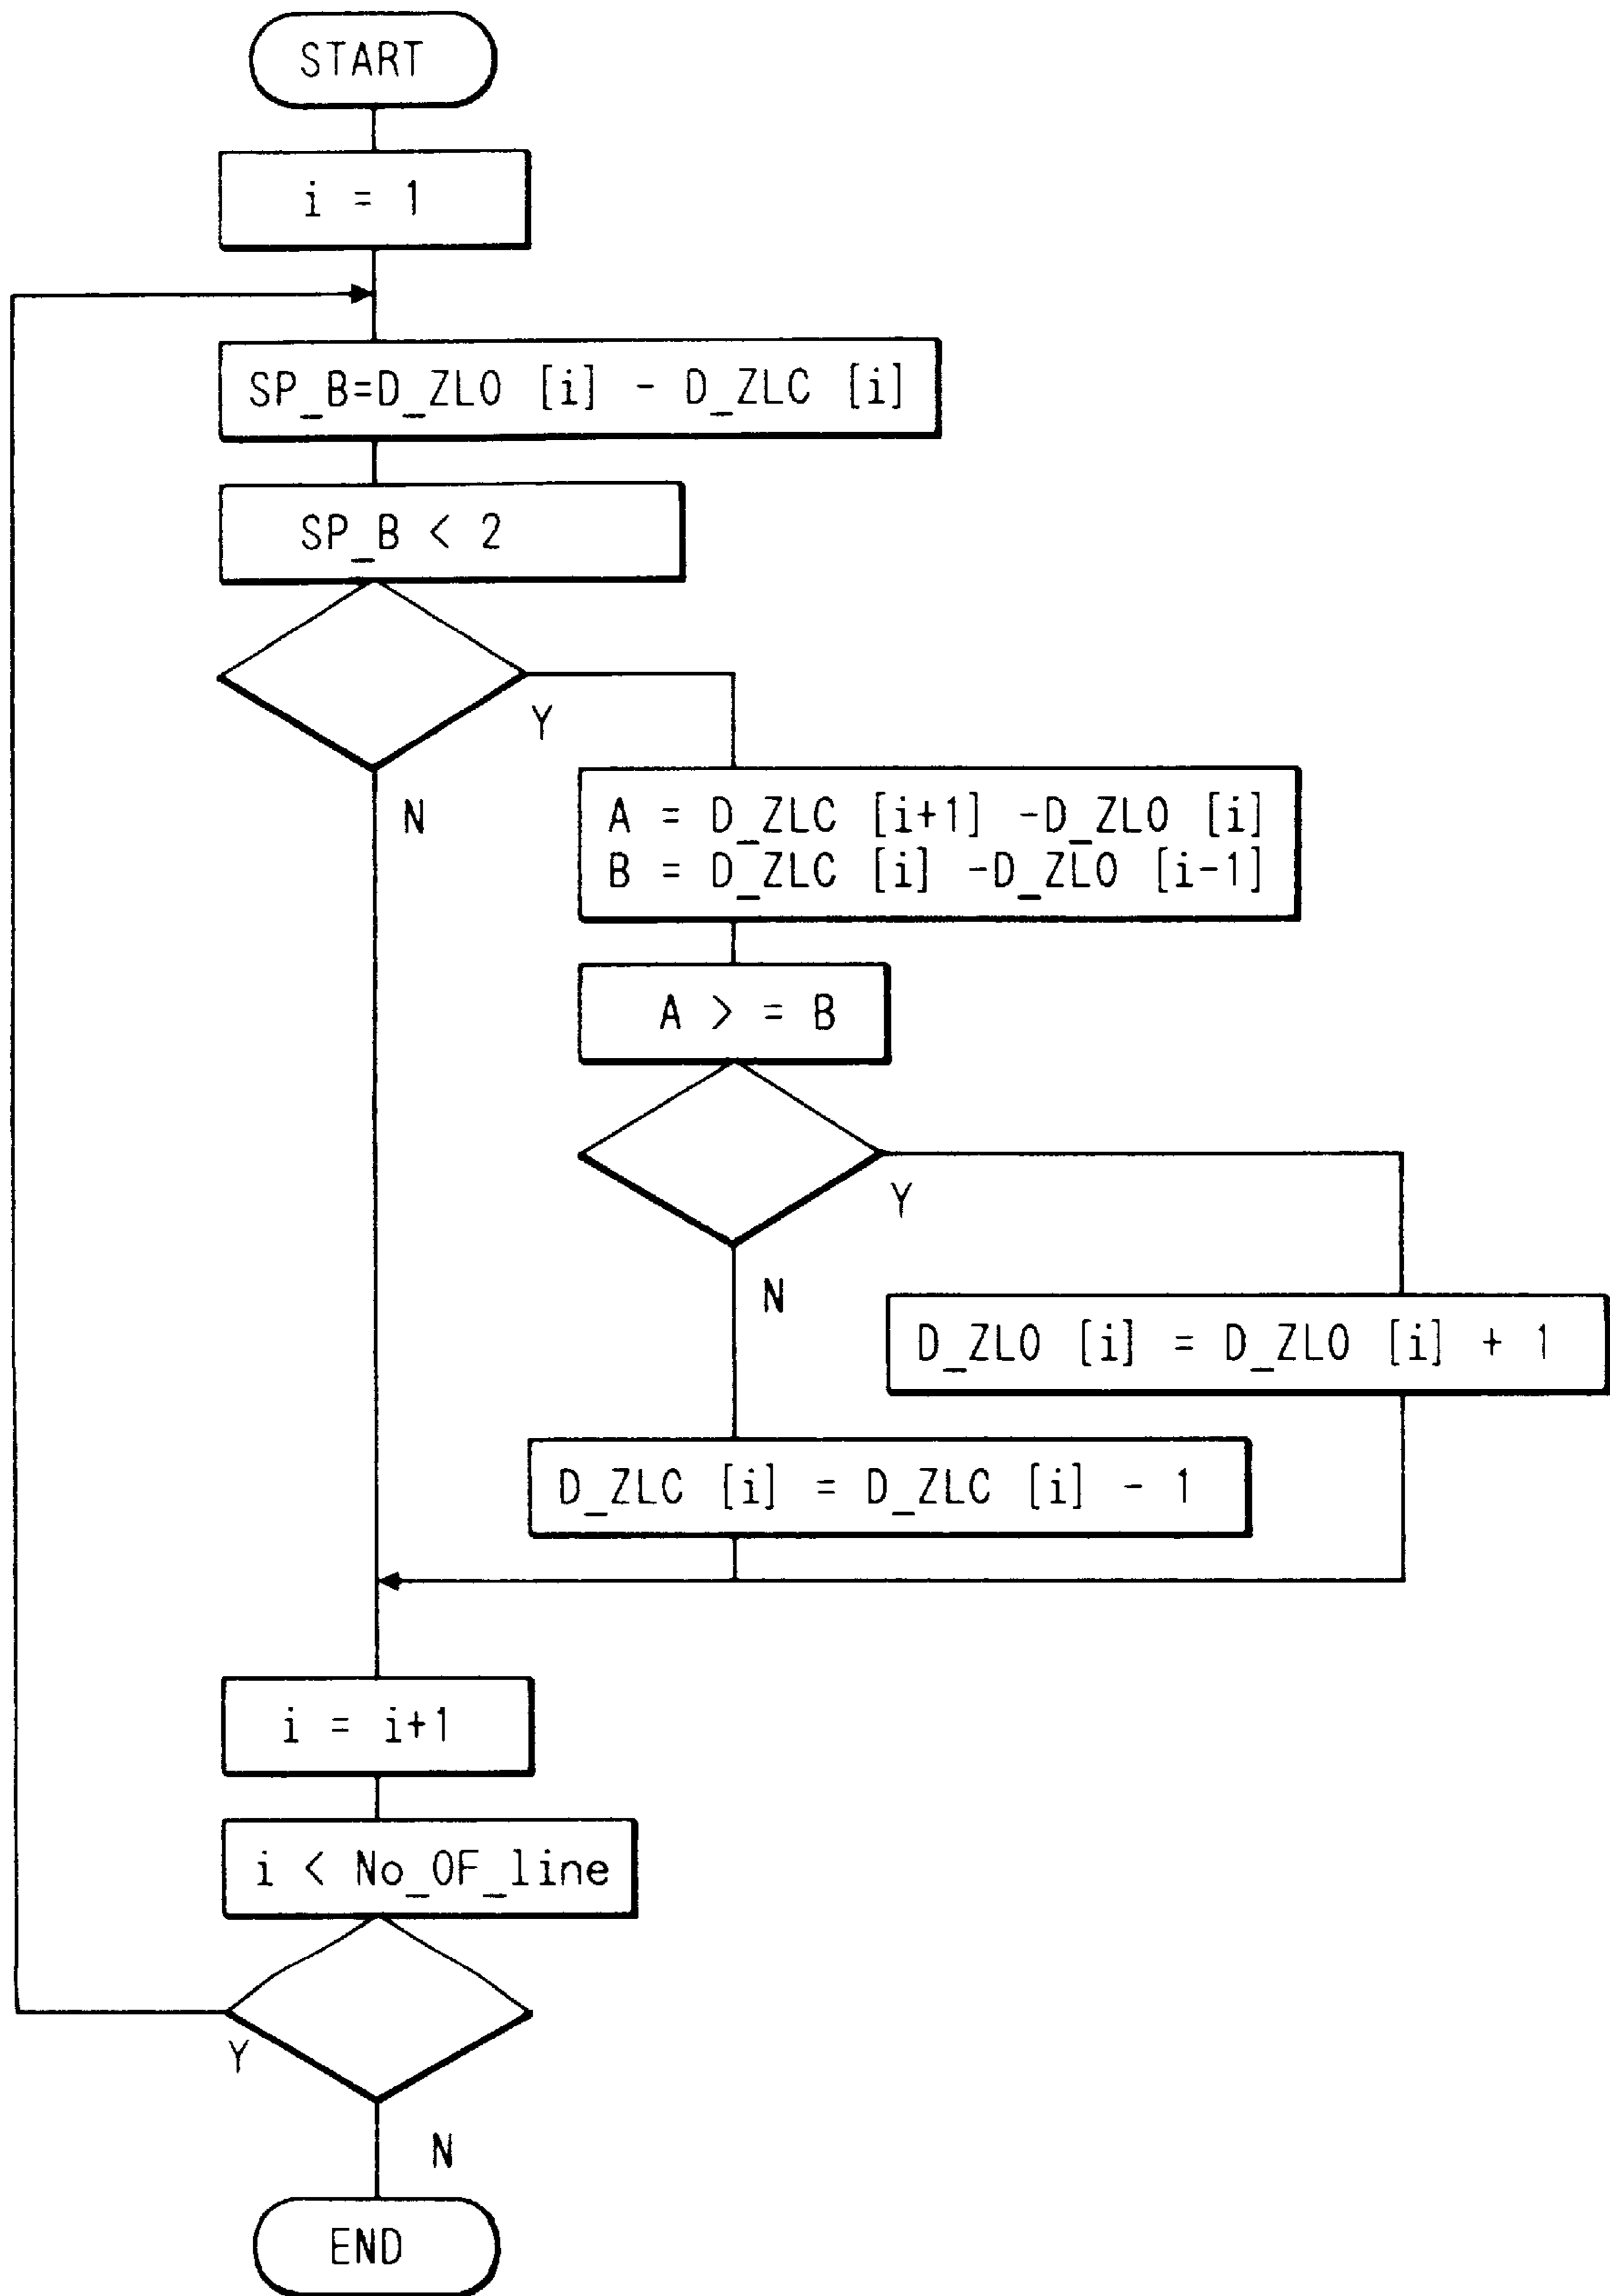 START
i = 1
SP_B=D_ZLO [i] - D_ZLC [i]
SP_B < 2
Y
N
A = D_ZLC [i+1] -D_ZLO [i]
B = D_ZLC [i] -D_ZLO [i-1]
A > = B
Y
N
D_ZLO [i] = D_ZLO [i] + 1
D_ZLC [i] = D_ZLC [i] - 1
i = i+1
i < No_OF_line
Y
N
END